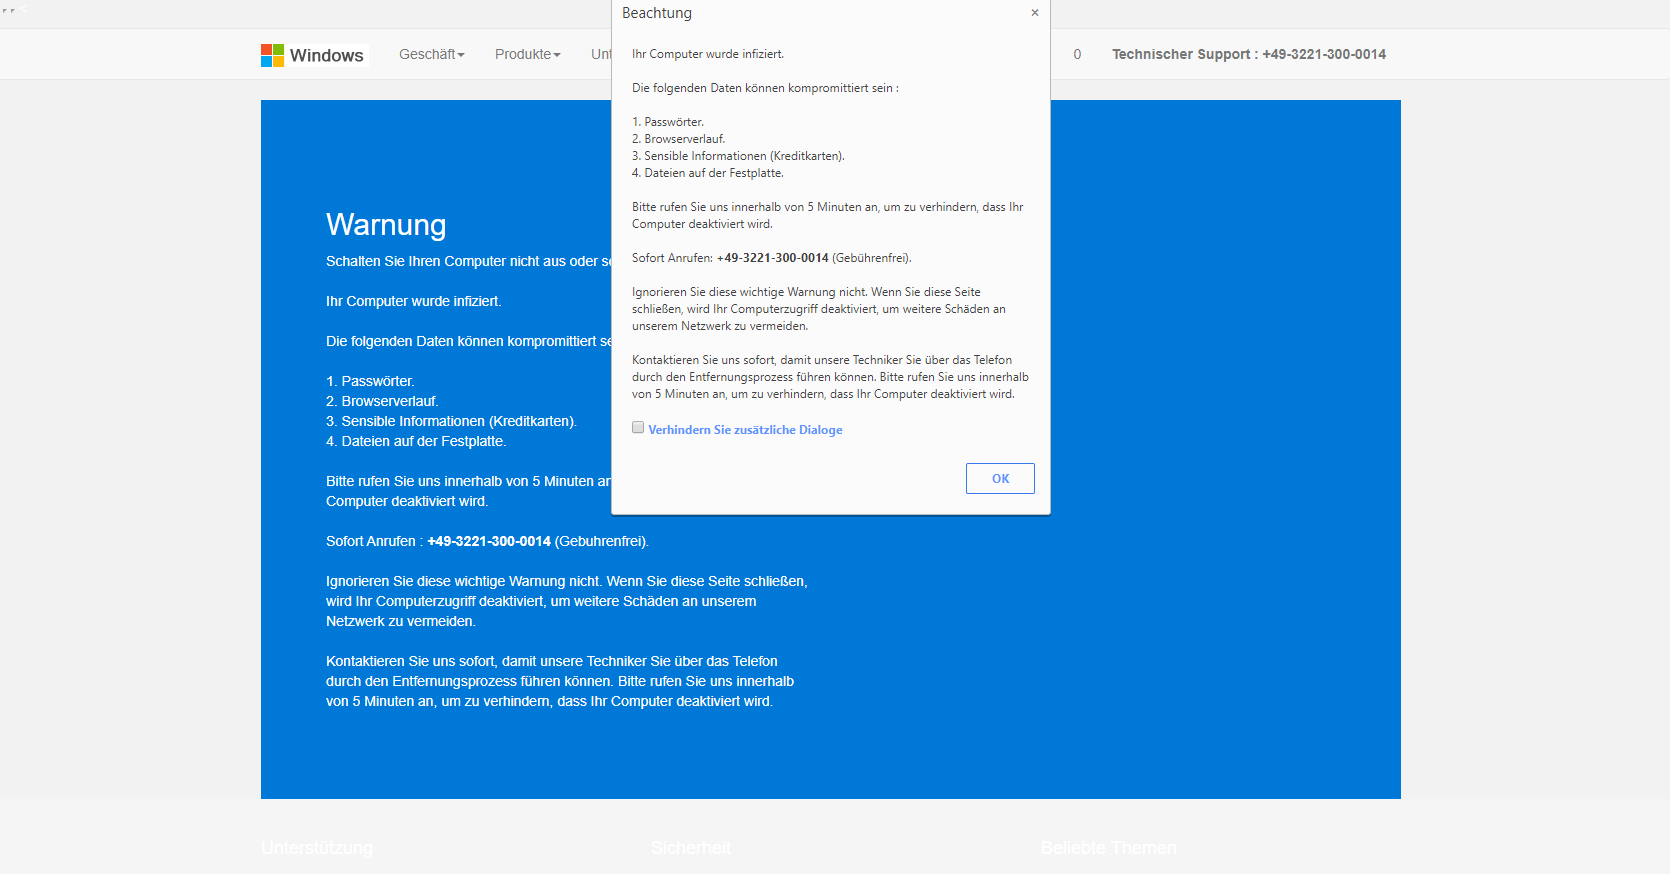 Windows
Geschäft
Produkte
Unt
0
Technischer Support : +49-3221-300-0014
Beachtung
×
Ihr Computer wurde infiziert.
Die folgenden Daten können kompromittiert sein :
1. Passwörter.
2. Browserverlauf.
3. Sensible Informationen (Kreditkarten).
4. Dateien auf der Festplatte.
Bitte rufen Sie uns innerhalb von 5 Minuten an, um zu verhindern, dass Ihr
Computer deaktiviert wird.
Sofort Anrufen: +49-3221-300-0014 (Gebührenfrei).
Ignorieren Sie diese wichtige Warnung nicht. Wenn Sie diese Seite
schließen, wird Ihr Computerzugriff deaktiviert, um weitere Schäden an
unserem Netzwerk zu vermeiden.
Kontaktieren Sie uns sofort, damit unsere Techniker Sie über das Telefon
durch den Entfernungsprozess führen können. Bitte rufen Sie uns innerhalb
von 5 Minuten an, um zu verhindern, dass Ihr Computer deaktiviert wird.
Verhindern Sie zusätzliche Dialoge
OK
Warnung
Schalten Sie Ihren Computer nicht aus oder se
Ihr Computer wurde infiziert.
Die folgenden Daten können kompromittiert se
1. Passwörter.
2. Browserverlauf.
3. Sensible Informationen (Kreditkarten).
4. Dateien auf der Festplatte.
Bitte rufen Sie uns innerhalb von 5 Minuten an
Computer deaktiviert wird.
Sofort Anrufen : +49-3221-300-0014 (Gebuhrenfrei).
Ignorieren Sie diese wichtige Warnung nicht. Wenn Sie diese Seite schließen,
wird Ihr Computerzugriff deaktiviert, um weitere Schäden an unserem
Netzwerk zu vermeiden.
Kontaktieren Sie uns sofort, damit unsere Techniker Sie über das Telefon
durch den Entfernungsprozess führen können. Bitte rufen Sie uns innerhalb
von 5 Minuten an, um zu verhindern, dass Ihr Computer deaktiviert wird.
Unterstützung
Sicherheit
Beliebte Themen